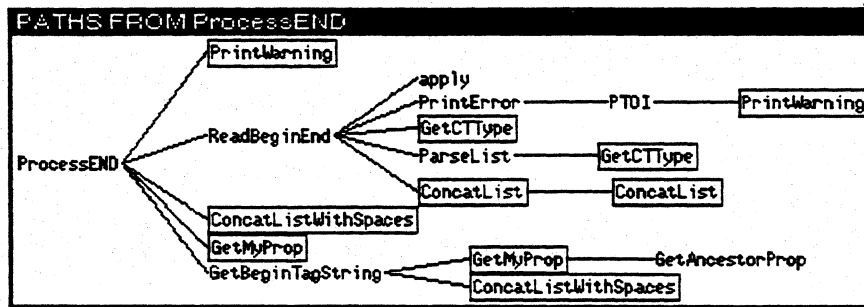 PATHS FROM ProcessEND
PrintWarning
apply
PrintError PTOI PrintWarning
ReadBeginEnd GetCTType
ProcessEND ParseList GetCTType
ConcatList ConcatList
ConcatListWithSpaces
GetMyProp GetMyProp GetAncestorProp
GetBeginTagString ConcatListWithSpaces